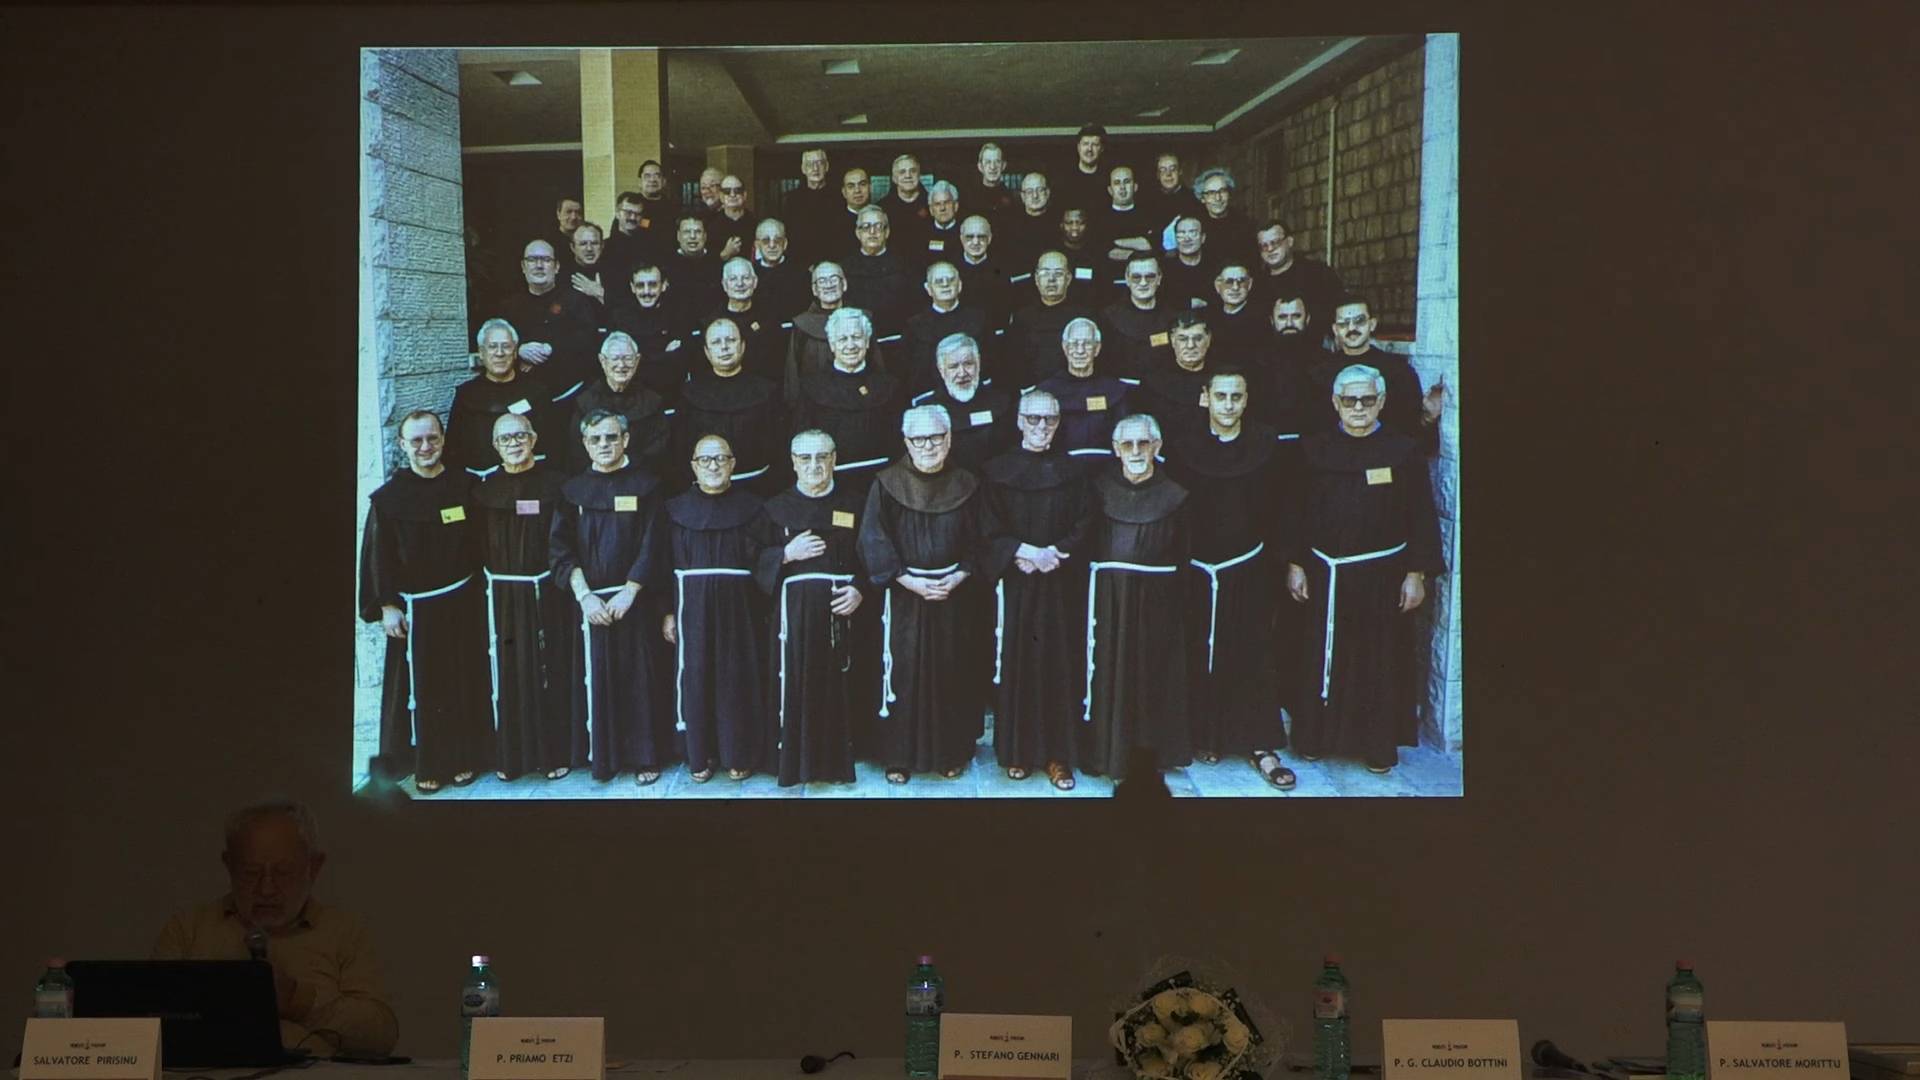 SALVATORE PIRISINU
P. PRIAMO ETZI
P. STEFANO GENNARI
P. G. CLAUDIO BOTTINI
P. SALVATORE MORITTU